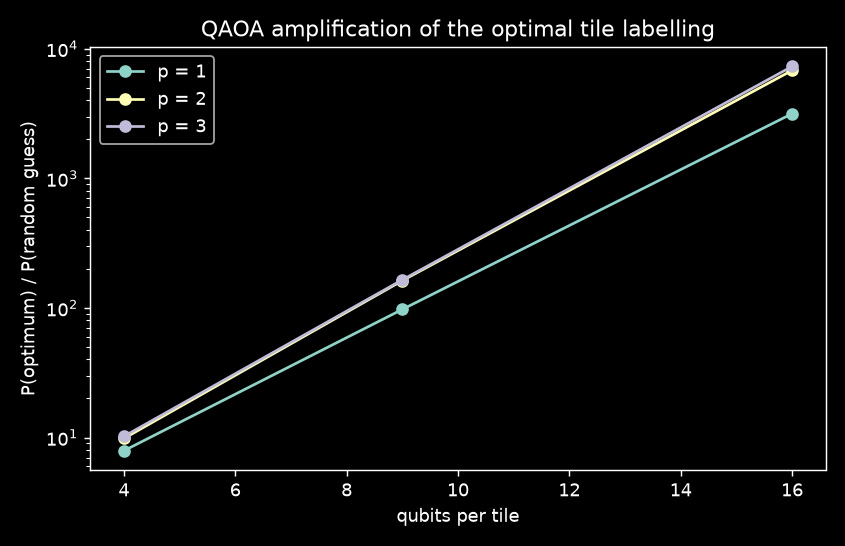 QAOA amplification of the optimal tile labelling
p = 1
p = 2
p = 3
P(optimum) / P(random guess)
10⁴
10³
10²
10¹
4 6 8 10 12 14 16
qubits per tile